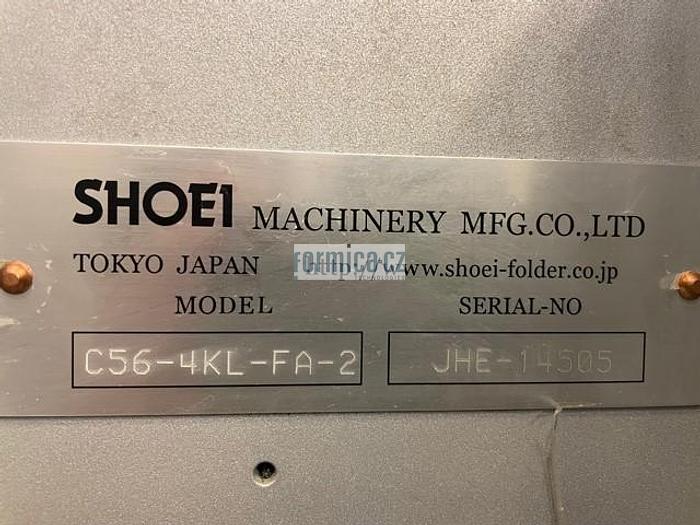 SHOEI MACHINERY MFG.CO.,LTD
TOKYO JAPAN http://www.shoei-folder.co.jp
formica.cz
MODEL SERIAL-NO
C56-4KL-FA-2 JHE-14505